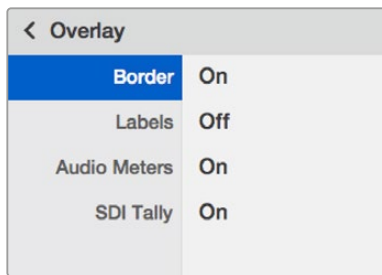 < Overlay
Border On
Labels Off
Audio Meters On
SDI Tally On